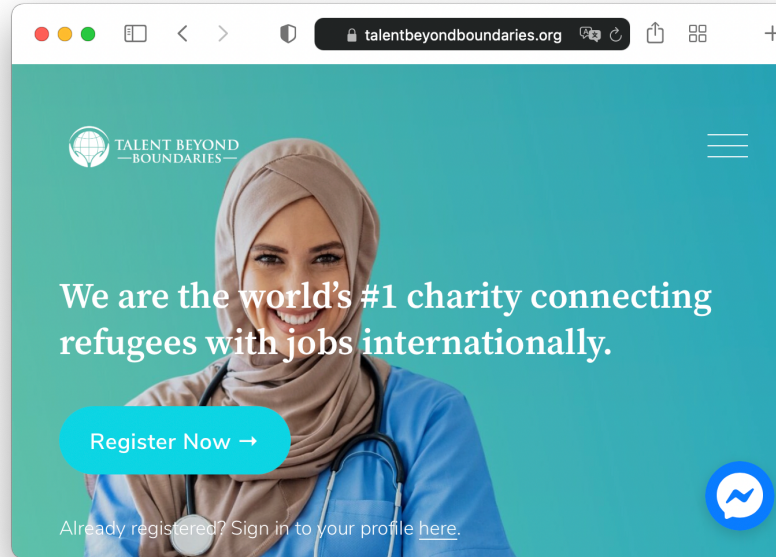 talentbeyondboundaries.org
TALENT BEYOND
—BOUNDARIES—
We are the world's #1 charity connecting
refugees with jobs internationally.
Register Now →
Already registered? Sign in to your profile here.